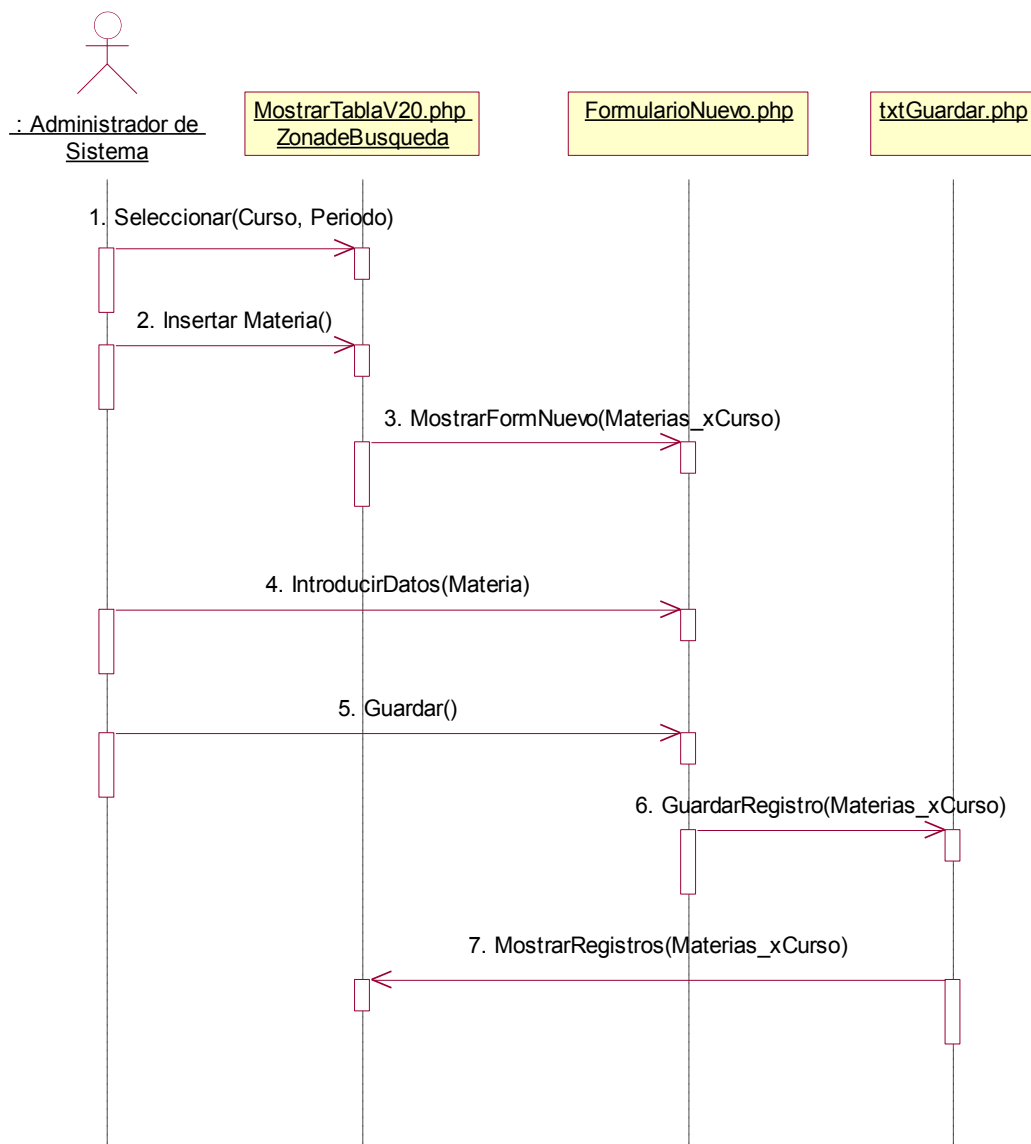 : Administrador de
Sistema
MostrarTablaV20.php
ZonadeBusqueda
FormularioNuevo.php
txtGuardar.php
1. Seleccionar(Curso, Periodo)
2. Insertar Materia()
3. MostrarFormNuevo(Materias_xCurso)
4. IntroducirDatos(Materia)
5. Guardar()
6. GuardarRegistro(Materias_xCurso)
7. MostrarRegistros(Materias_xCurso)